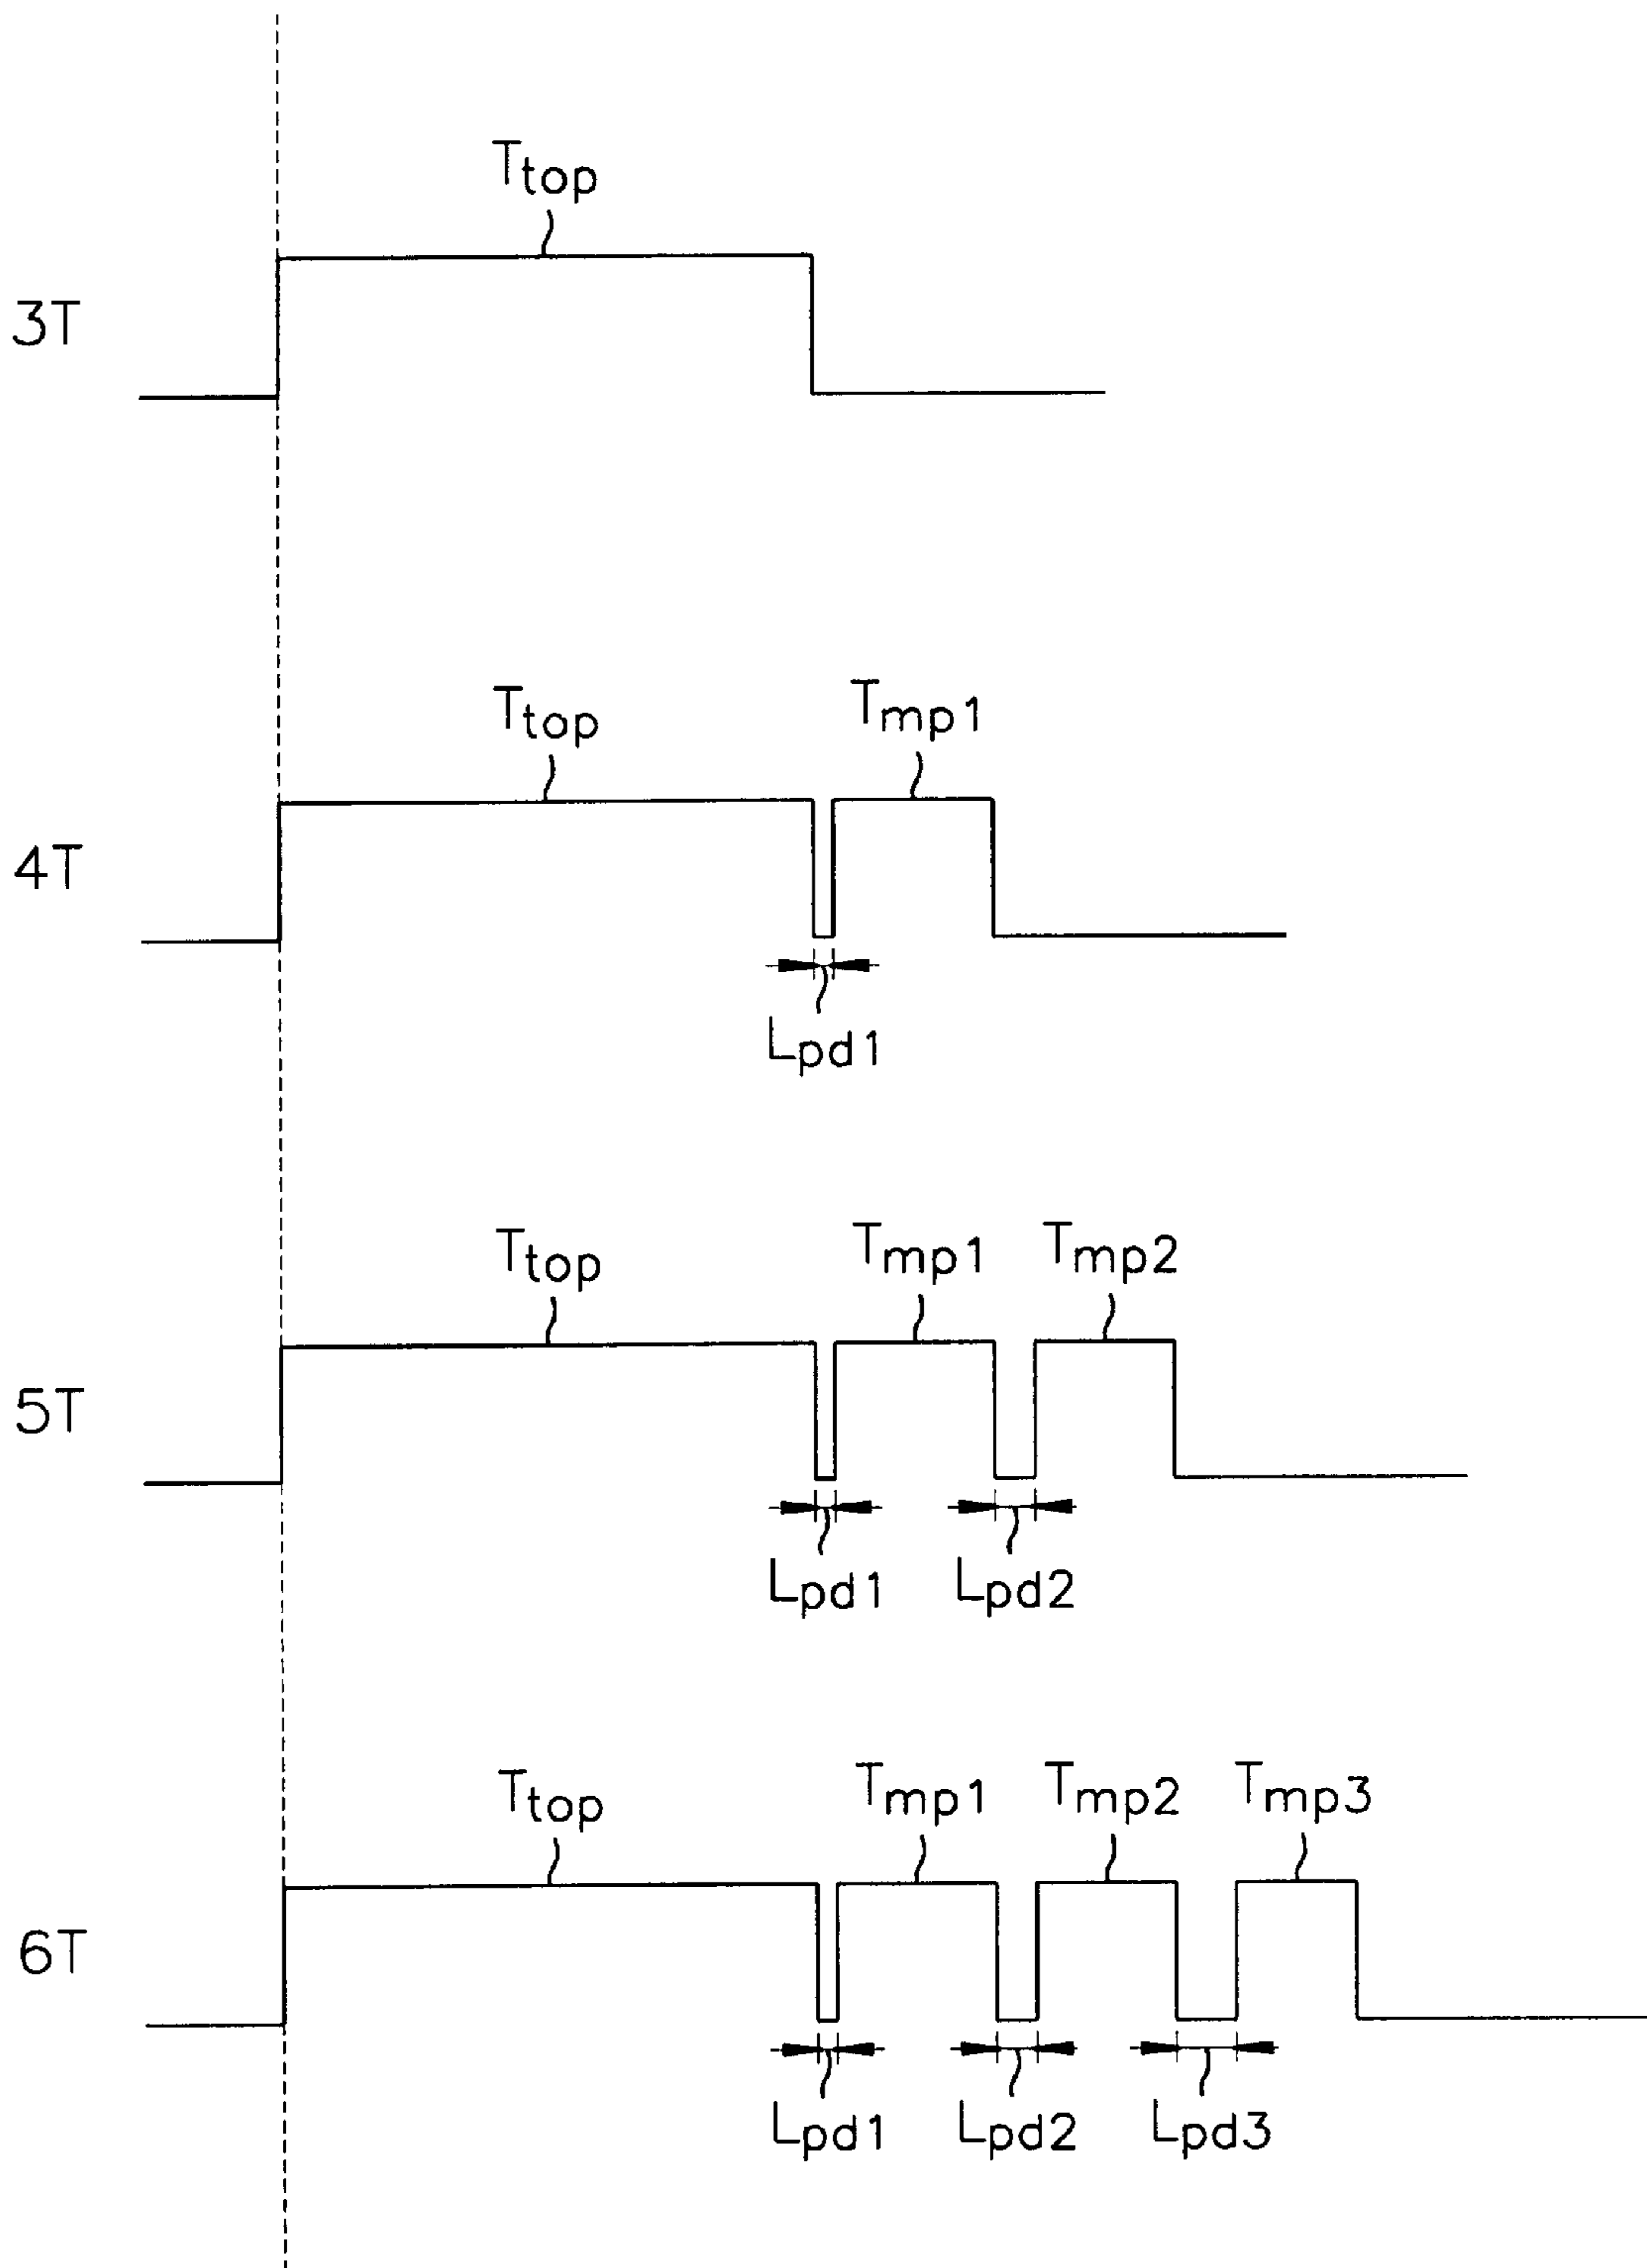 Ttop
3T
Ttop Tmp1
4T
Lpd1
Ttop Tmp1 Tmp2
5T
Lpd1 Lpd2
Ttop Tmp1 Tmp2 Tmp3
6T
Lpd1 Lpd2 Lpd3